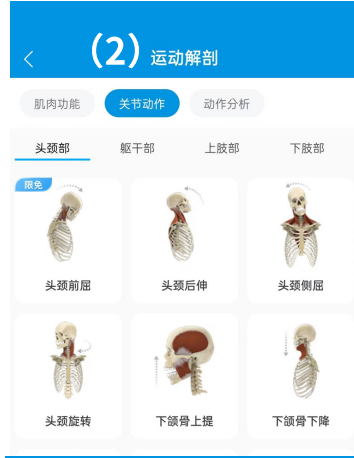 （2）运动解剖
肌肉功能 关节动作 动作分析
头颈部 躯干部 上肢部 下肢部
限免
头颈前屈 头颈后伸 头颈侧屈
头颈旋转 下颌骨上提 下颌骨下降